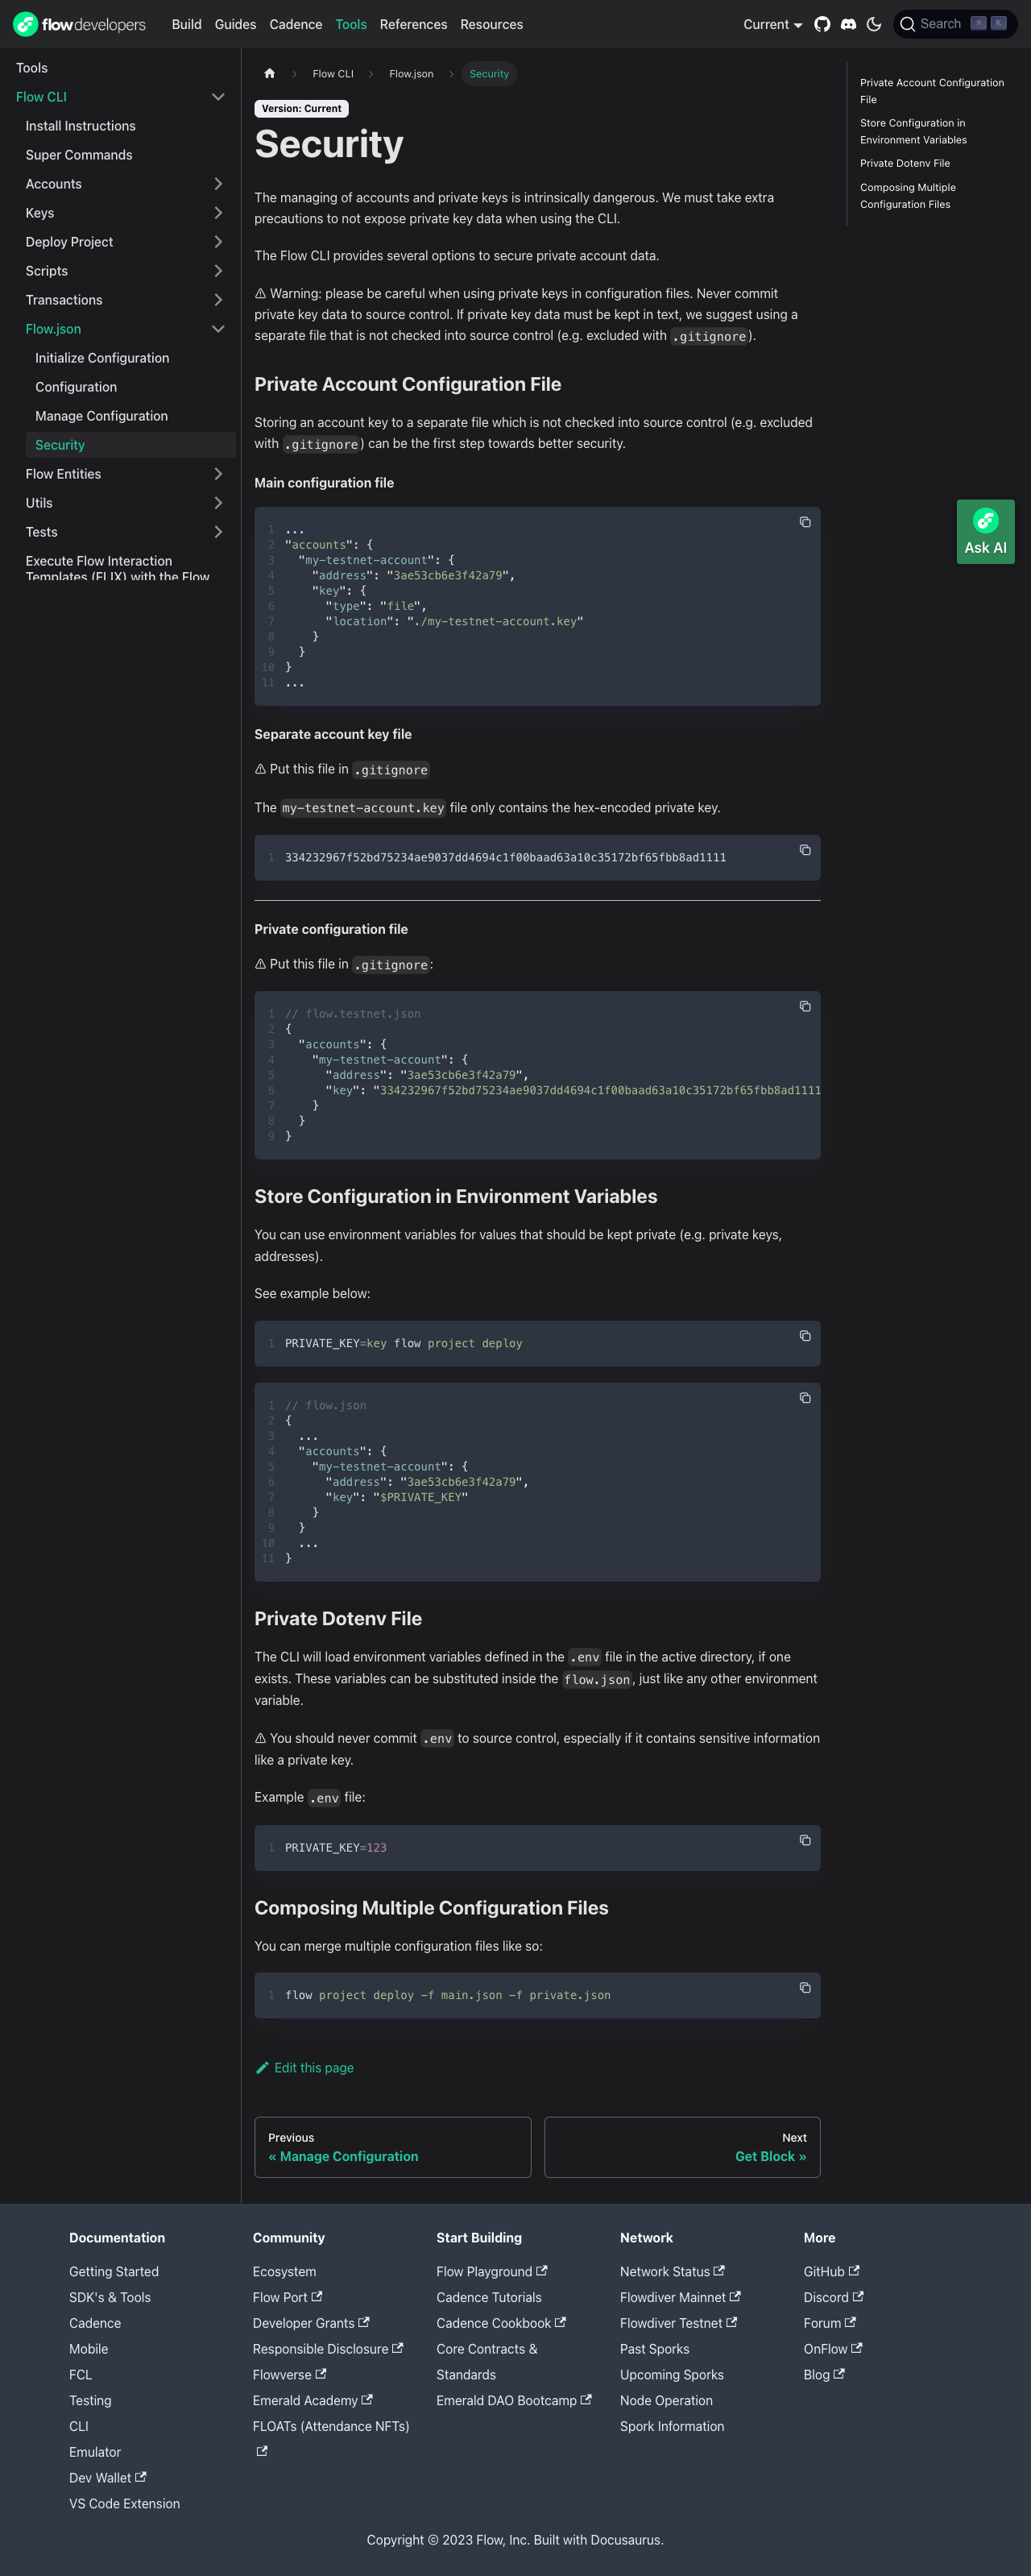 flowdevelopers
Build Guides Cadence Tools References Resources
Current
Search ⌘ K
Tools
Flow CLI
Install Instructions
Super Commands
Accounts
Keys
Deploy Project
Scripts
Transactions
Flow.json
Initialize Configuration
Configuration
Manage Configuration
Security
Flow Entities
Utils
Tests
Execute Flow Interaction
Templates (FLIX) with the Flow
Flow CLI > Flow.json > Security
Version: Current
Security
The managing of accounts and private keys is intrinsically dangerous. We must take extra
precautions to not expose private key data when using the CLI.
The Flow CLI provides several options to secure private account data.
⚠ Warning: please be careful when using private keys in configuration files. Never commit
private key data to source control. If private key data must be kept in text, we suggest using a
separate file that is not checked into source control (e.g. excluded with .gitignore).
Private Account Configuration File
Storing an account key to a separate file which is not checked into source control (e.g. excluded
with .gitignore) can be the first step towards better security.
Main configuration file
1 ...
2 "accounts": {
3 "my-testnet-account": {
4 "address": "3ae53cb6e3f42a79",
5 "key": {
6 "type": "file",
7 "location": "./my-testnet-account.key"
8 }
9 }
10 }
11 ...
Separate account key file
⚠ Put this file in .gitignore
The my-testnet-account.key file only contains the hex-encoded private key.
1 334232967f52bd75234ae9037dd4694c1f00baad63a10c35172bf65fbb8ad1111
Private configuration file
⚠ Put this file in .gitignore:
1 // flow.testnet.json
2 {
3 "accounts": {
4 "my-testnet-account": {
5 "address": "3ae53cb6e3f42a79",
6 "key": "334232967f52bd75234ae9037dd4694c1f00baad63a10c35172bf65fbb8ad1111
7 }
8 }
9 }
Store Configuration in Environment Variables
You can use environment variables for values that should be kept private (e.g. private keys,
addresses).
See example below:
1 PRIVATE_KEY=key flow project deploy
1 // flow.json
2 {
3 ...
4 "accounts": {
5 "my-testnet-account": {
6 "address": "3ae53cb6e3f42a79",
7 "key": "$PRIVATE_KEY"
8 }
9 }
10 ...
11 }
Private Dotenv File
The CLI will load environment variables defined in the .env file in the active directory, if one
exists. These variables can be substituted inside the flow.json, just like any other environment
variable.
⚠ You should never commit .env to source control, especially if it contains sensitive information
like a private key.
Example .env file:
1 PRIVATE_KEY=123
Composing Multiple Configuration Files
You can merge multiple configuration files like so:
1 flow project deploy -f main.json -f private.json
Edit this page
Previous
« Manage Configuration
Next
Get Block »
Private Account Configuration
File
Store Configuration in
Environment Variables
Private Dotenv File
Composing Multiple
Configuration Files
Ask AI
Documentation
Getting Started
SDK's & Tools
Cadence
Mobile
FCL
Testing
CLI
Emulator
Dev Wallet
VS Code Extension
Community
Ecosystem
Flow Port
Developer Grants
Responsible Disclosure
Flowverse
Emerald Academy
FLOATs (Attendance NFTs)
Start Building
Flow Playground
Cadence Tutorials
Cadence Cookbook
Core Contracts &
Standards
Emerald DAO Bootcamp
Network
Network Status
Flowdiver Mainnet
Flowdiver Testnet
Past Sporks
Upcoming Sporks
Node Operation
Spork Information
More
GitHub
Discord
Forum
OnFlow
Blog
Copyright © 2023 Flow, Inc. Built with Docusaurus.